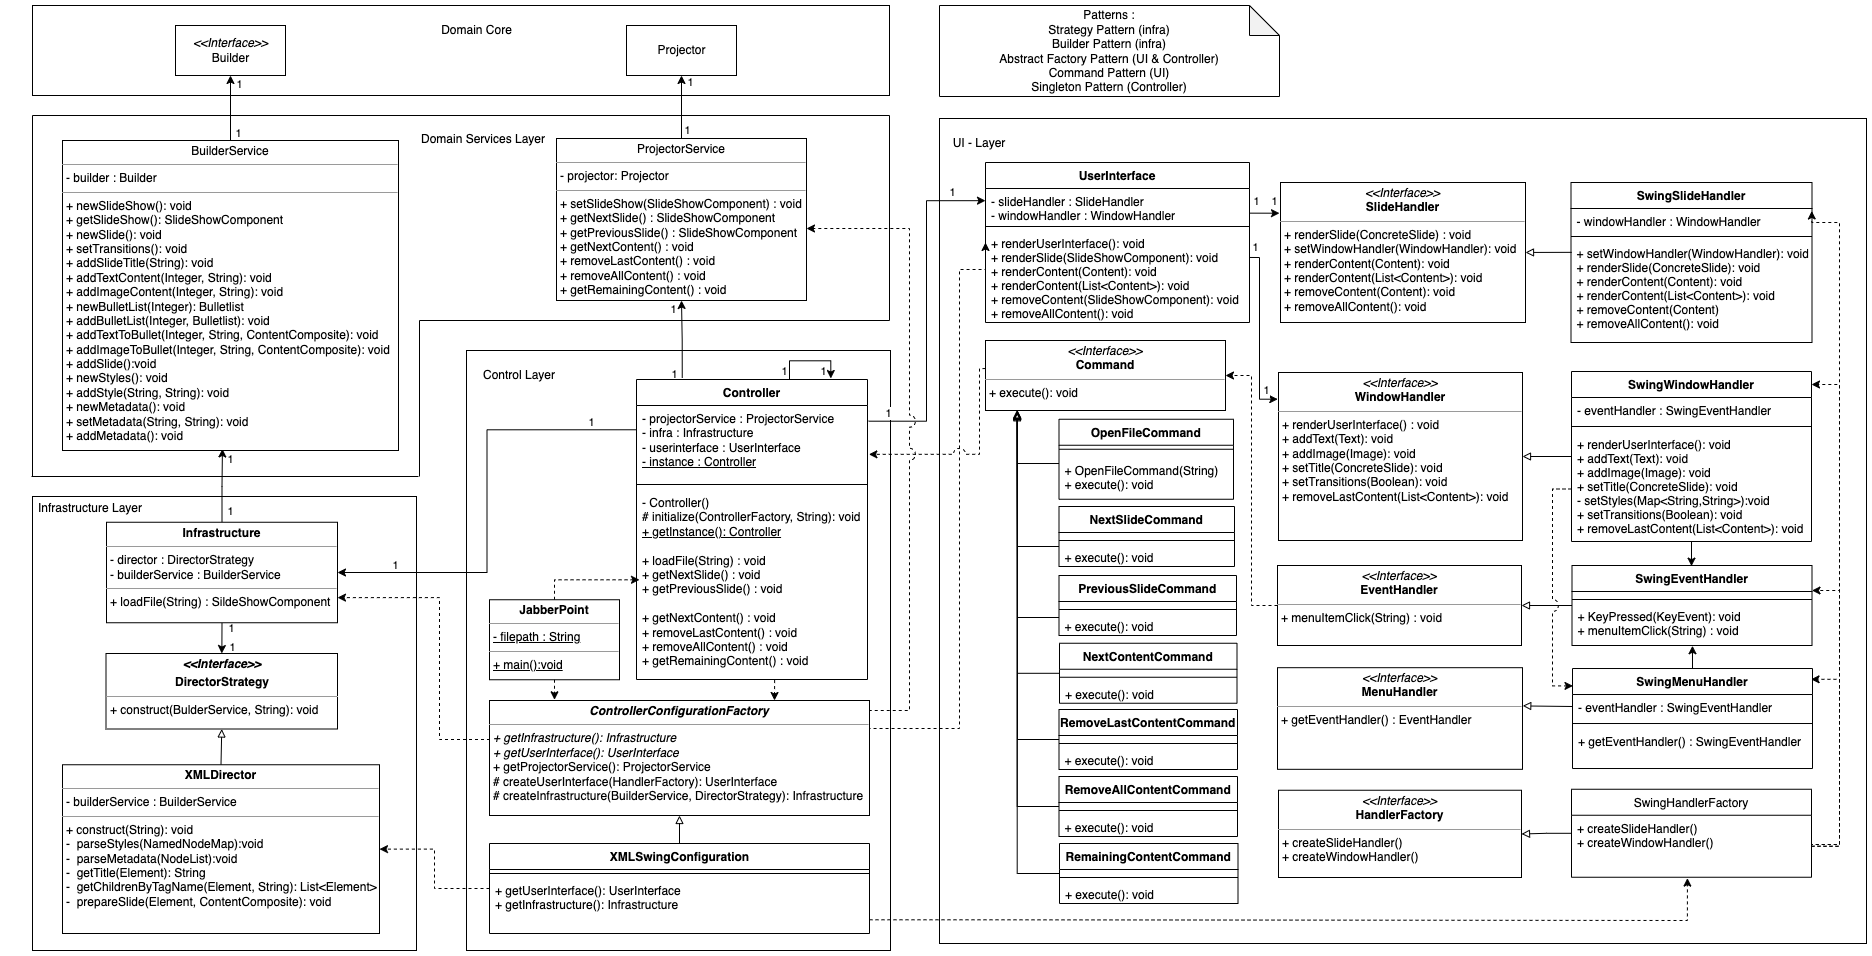 Domain Core
<<Interface>>
Builder
Projector
1
1
1
1
Patterns :
Strategy Pattern (infra)
Builder Pattern (infra)
Abstract Factory Pattern (UI & Controller)
Command Pattern (UI)
Singleton Pattern (Controller)
Domain Services Layer
BuilderService
- builder : Builder
+ newSlideShow(): void
+ getSlideShow(): SlideShowComponent
+ newSlide(): void
+ setTransitions(): void
+ addSlideTitle(String): void
+ addTextContent(Integer, String): void
+ addImageContent(Integer, String): void
+ newBulletList(Integer): Bulletlist
+ addBulletList(Integer, Bulletlist): void
+ addTextToBullet(Integer, String, ContentComposite): void
+ addImageToBullet(Integer, String, ContentComposite): void
+ addSlide():void
+ newStyles(): void
+ addStyle(String, String): void
+ newMetadata(): void
+ setMetadata(String, String): void
+ addMetadata(): void
1
ProjectorService
- projector: Projector
+ setSlideShow(SlideShowComponent) : void
+ getNextSlide() : SlideShowComponent
+ getPreviousSlide() : SlideShowComponent
+ getNextContent() : void
+ removeLastContent() : void
+ removeAllContent() : void
+ getRemainingContent() : void
1
Infrastructure Layer
1
Infrastructure
- director : DirectorStrategy
- builderService : BuilderService
+ loadFile(String) : SildeShowComponent
1
1
<<Interface>>
DirectorStrategy
+ construct(BulderService, String): void
XMLDirector
- builderService : BuilderService
+ construct(String): void
- parseStyles(NamedNodeMap):void
- parseMetadata(NodeList):void
- getTitle(Element): String
- getChildrenByTagName(Element, String): List<Element>
- prepareSlide(Element, ContentComposite): void
Control Layer
1
1
1
1
1
1
1
Controller
- projectorService : ProjectorService
- infra : Infrastructure
- userinterface : UserInterface
- instance : Controller
- Controller()
# initialize(ControllerFactory, String): void
+ getInstance(): Controller
+ loadFile(String) : void
+ getNextSlide() : void
+ getPreviousSlide() : void
+ getNextContent() : void
+ removeLastContent() : void
+ removeAllContent() : void
+ getRemainingContent() : void
JabberPoint
- filepath : String
+ main():void
ControllerConfigurationFactory
+ getInfrastructure(): Infrastructure
+ getUserInterface(): UserInterface
+ getProjectorService(): ProjectorService
# createUserInterface(HandlerFactory): UserInterface
# createInfrastructure(BuilderService, DirectorStrategy): Infrastructure
XMLSwingConfiguration
+ getUserInterface(): UserInterface
+ getInfrastructure(): Infrastructure
UI - Layer
UserInterface
- slideHandler : SlideHandler
- windowHandler : WindowHandler
+ renderUserInterface(): void
+ renderSlide(SlideShowComponent): void
+ renderContent(Content): void
+ renderContent(List<Content>): void
+ removeContent(SlideShowComponent): void
+ removeAllContent(): void
1
1
1
1
<<Interface>>
Command
+ execute(): void
OpenFileCommand
+ OpenFileCommand(String)
+ execute(): void
NextSlideCommand
+ execute(): void
PreviousSlideCommand
+ execute(): void
NextContentCommand
+ execute(): void
RemoveLastContentCommand
+ execute(): void
RemoveAllContentCommand
+ execute(): void
RemainingContentCommand
+ execute(): void
<<Interface>>
SlideHandler
+ renderSlide(ConcreteSlide) : void
+ setWindowHandler(WindowHandler): void
+ renderContent(Content): void
+ renderContent(List<Content>): void
+ removeContent(Content): void
+ removeAllContent(): void
<<Interface>>
WindowHandler
+ renderUserInterface() : void
+ addText(Text): void
+ addImage(Image): void
+ setTitle(ConcreteSlide): void
+ setTransitions(Boolean): void
+ removeLastContent(List<Content>): void
<<Interface>>
EventHandler
+ menuItemClick(String) : void
<<Interface>>
MenuHandler
+ getEventHandler() : EventHandler
<<Interface>>
HandlerFactory
+ createSlideHandler()
+ createWindowHandler()
SwingSlideHandler
- windowHandler : WindowHandler
+ setWindowHandler(WindowHandler): void
+ renderSlide(ConcreteSlide): void
+ renderContent(Content): void
+ renderContent(List<Content>): void
+ removeContent(Content)
+ removeAllContent(): void
SwingWindowHandler
- eventHandler : SwingEventHandler
+ renderUserInterface(): void
+ addText(Text): void
+ addImage(Image): void
+ setTitle(ConcreteSlide): void
- setStyles(Map<String,String>):void
+ setTransitions(Boolean): void
+ removeLastContent(List<Content>): void
SwingEventHandler
+ KeyPressed(KeyEvent): void
+ menuItemClick(String) : void
SwingMenuHandler
- eventHandler : SwingEventHandler
+ getEventHandler() : SwingEventHandler
SwingHandlerFactory
+ createSlideHandler()
+ createWindowHandler()